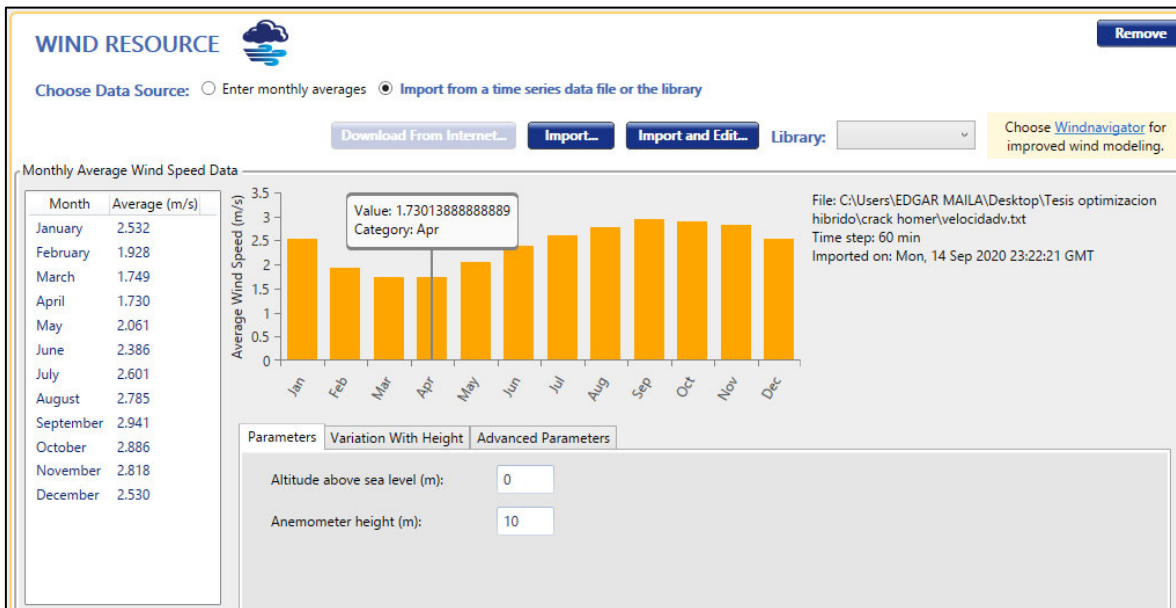 WIND RESOURCE
Remove
Choose Data Source: Enter monthly averages Import from a time series data file or the library
Download From Internet... Import... Import and Edit... Library:
Choose Windnavigator for
improved wind modeling.
Monthly Average Wind Speed Data
Month Average (m/s)
January 2.532
February 1.928
March 1.749
April 1.730
May 2.061
June 2.386
July 2.601
August 2.785
September 2.941
October 2.886
November 2.818
December 2.530
Average Wind Speed (m/s)
3.5
3
2.5
2
1.5
1
0.5
0
Value: 1.73013888888889
Category: Apr
Jan Feb Mar Apr May Jun Jul Aug Sep Oct Nov Dec
File: C:\Users\EDGAR MAILA\Desktop\Tesis optimizacion
hibrido\crack homer\velocidadv.txt
Time step: 60 min
Imported on: Mon, 14 Sep 2020 23:22:21 GMT
Parameters Variation With Height Advanced Parameters
Altitude above sea level (m): 0
Anemometer height (m): 10